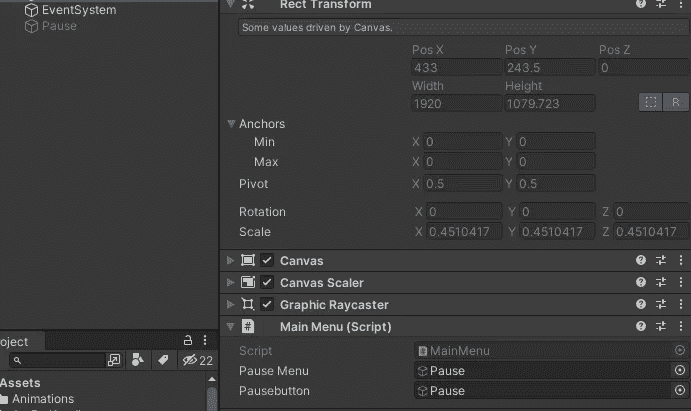 EventSystem
Pause
Rect Transform
Some values driven by Canvas.
Pos X Pos Y Pos Z
433 243.5 0
Width Height
1920 1079.723
R
Anchors
Min X 0 Y 0
Max X 0 Y 0
Pivot X 0.5 Y 0.5
Rotation X 0 Y 0 Z 0
Scale X 0.4510417 Y 0.4510417 Z 0.4510417
Canvas
Canvas Scaler
Graphic Raycaster
# Main Menu (Script)
Script MainMenu
Pause Menu Pause
Pausebutton Pause
roject
22
Assets
Animations